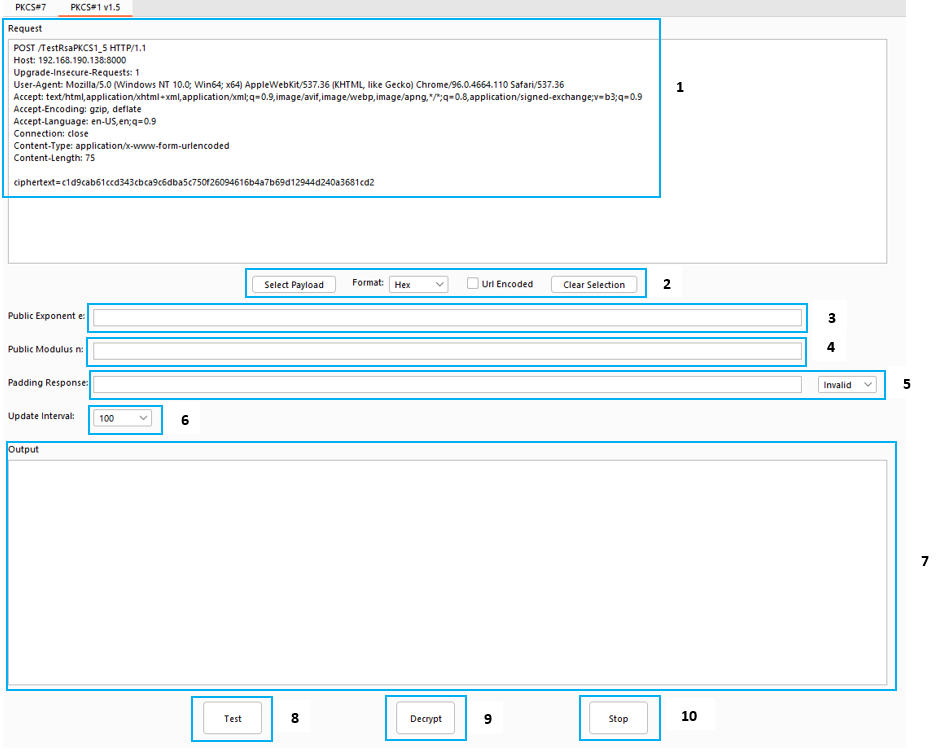 PKCS#7 PKCS#1 v1.5
Request
POST /TestRsaPKCS1_5 HTTP/1.1
Host: 192.168.190.138:8000
Upgrade-Insecure-Requests: 1
User-Agent: Mozilla/5.0 (Windows NT 10.0; Win64; x64) AppleWebKit/537.36 (KHTML, like Gecko) Chrome/96.0.4664.110 Safari/537.36
Accept: text/html,application/xhtml+xml,application/xml;q=0.9,image/avif,image/webp,image/apng,*/*;q=0.8,application/signed-exchange;v=b3;q=0.9
Accept-Encoding: gzip, deflate
Accept-Language: en-US,en;q=0.9
Connection: close
Content-Type: application/x-www-form-urlencoded
Content-Length: 75
ciphertext=c1d9cab61ccd343cbca9c6dba5c750f26094616b4a7b69d12944d240a3681cd2
1
Select Payload Format: Hex Url Encoded Clear Selection 2
Public Exponent e: 3
Public Modulus n: 4
Padding Response: Invalid 5
Update Interval: 100 6
Output
7
Test 8 Decrypt 9 Stop 10